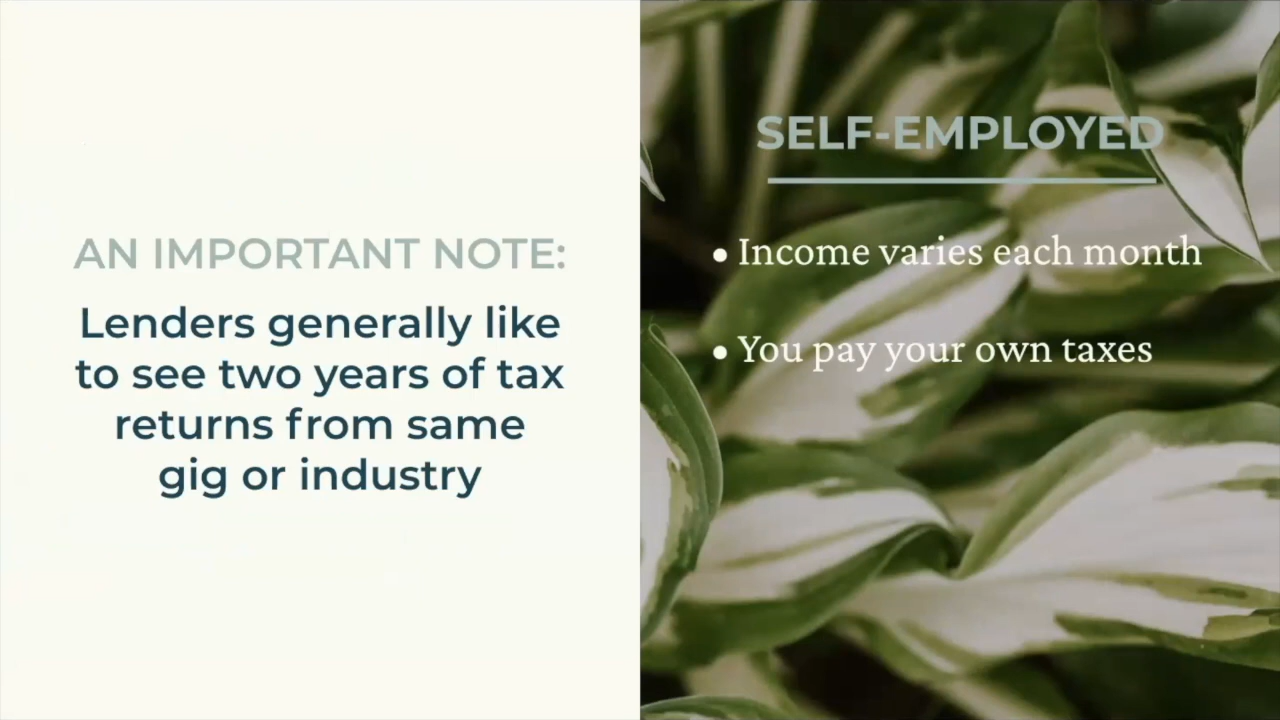 AN IMPORTANT NOTE:
Lenders generally like
to see two years of tax
returns from same
gig or industry
SELF-EMPLOYED
• Income varies each month
• You pay your own taxes